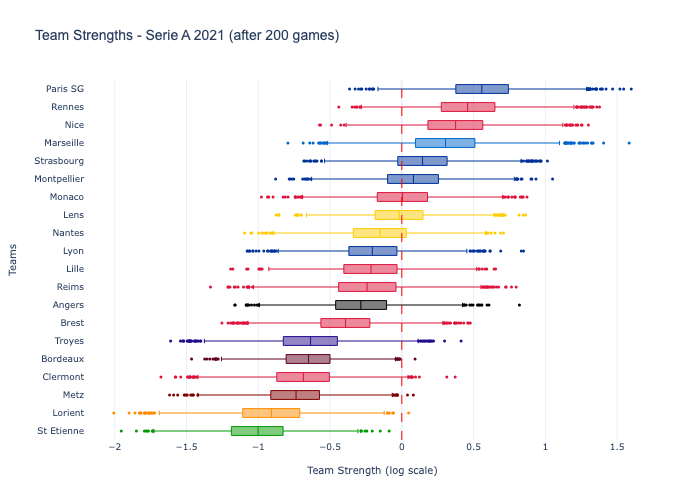 Team Strengths - Serie A 2021 (after 200 games)
Paris SG
Rennes
Nice
Marseille
Strasbourg
Montpellier
Monaco
Lens
Nantes
Lyon
Lille
Reims
Angers
Brest
Troyes
Bordeaux
Clermont
Metz
Lorient
St Etienne
Teams
−2 −1.5 −1 −0.5 0 0.5 1 1.5
Team Strength (log scale)